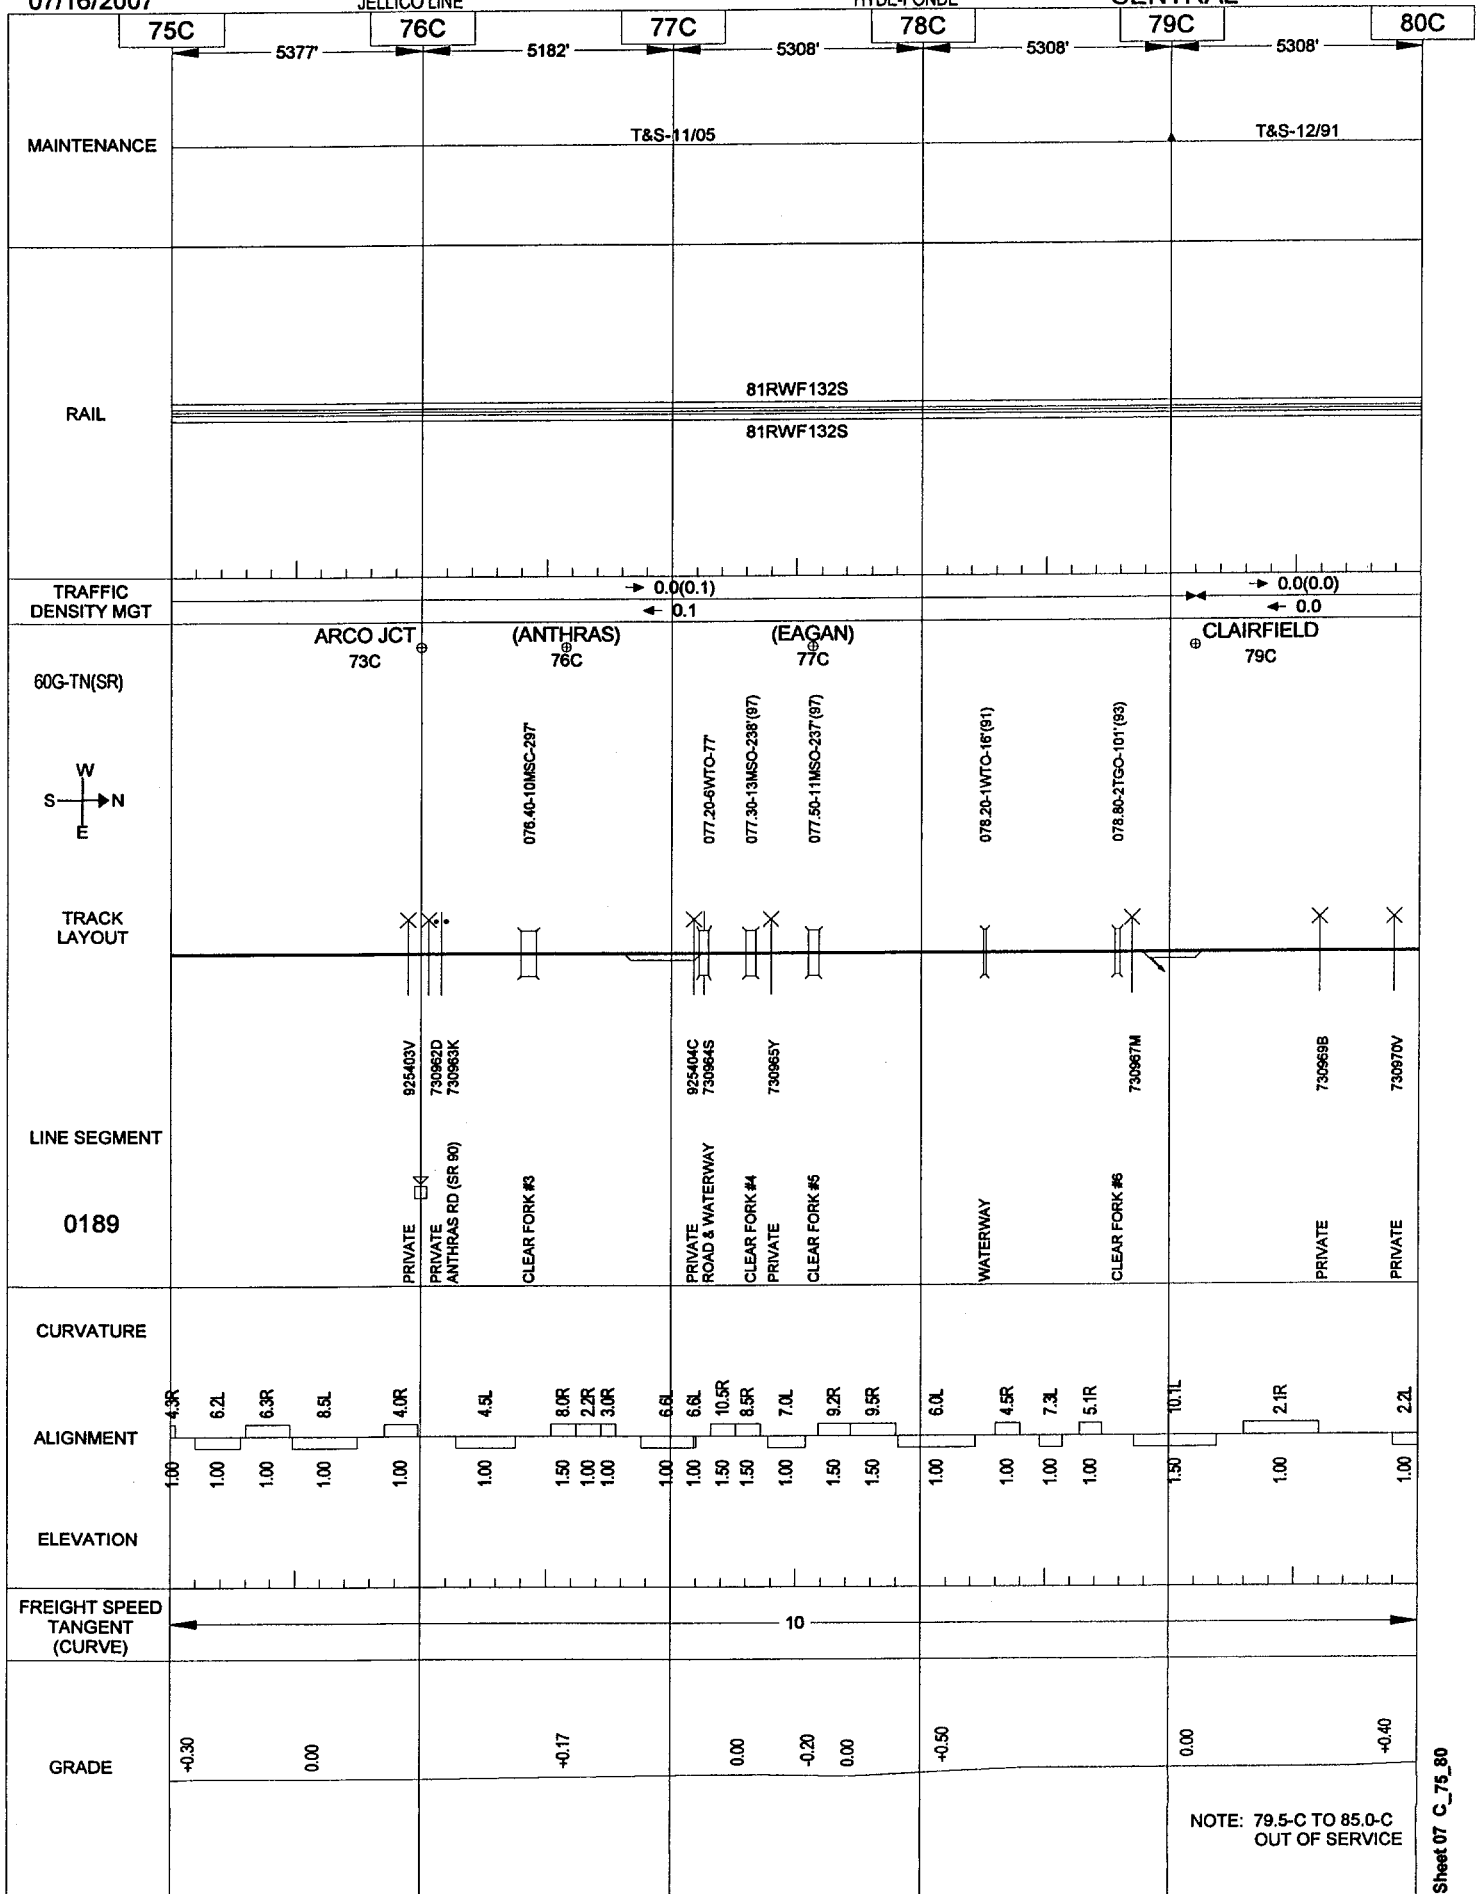 07/16/2007 JELLICO LINE HYDE-FONDE CENTRAL
75C 76C 77C 78C 79C 80C
5377' 5182' 5308' 5308' 5308'
MAINTENANCE
T&S-11/05 T&S-12/91
RAIL
81RWF132S
81RWF132S
TRAFFIC
DENSITY MGT
→ 0.0(0.1) → 0.0(0.0)
← 0.1 ← 0.0
ARCO JCT (ANTHRAS) (EAGAN) CLAIRFIELD
73C 76C 77C 79C
60G-TN(SR)
W
S N
E
076.40-10MSC-297'
077.20-6WTO-77'
077.30-13MSO-238'(97)
077.50-11MSO-237'(97)
078.20-1WTO-16'(91)
078.80-2TGO-101'(93)
TRACK
LAYOUT
925403V
730962D
730963K
925404C
730964S
730965Y
730967M
730969B
730970V
LINE SEGMENT
0189
PRIVATE
PRIVATE
ANTHRAS RD (SR 90)
CLEAR FORK #3
PRIVATE
ROAD & WATERWAY
CLEAR FORK #4
PRIVATE
CLEAR FORK #5
WATERWAY
CLEAR FORK #6
PRIVATE
PRIVATE
CURVATURE
4.3R 6.2L 6.3R 8.5L 4.0R 4.5L 8.0R 2.2R 3.0R 6.6L 6.6L 10.5R 8.5R 7.0L 9.2R 9.5R 6.0L 4.5R 7.3L 5.1R 10.1L 2.1R 2.2L
ALIGNMENT
1.00 1.00 1.00 1.00 1.00 1.00 1.50 1.00 1.00 1.00 1.00 1.50 1.50 1.00 1.50 1.50 1.00 1.00 1.00 1.00 1.50 1.00 1.00
ELEVATION
FREIGHT SPEED
TANGENT
(CURVE)
10
GRADE
+0.30 0.00 +0.17 0.00 -0.20 0.00 +0.50 0.00 +0.40
NOTE: 79.5-C TO 85.0-C
OUT OF SERVICE
Sheet 07 C_75_80